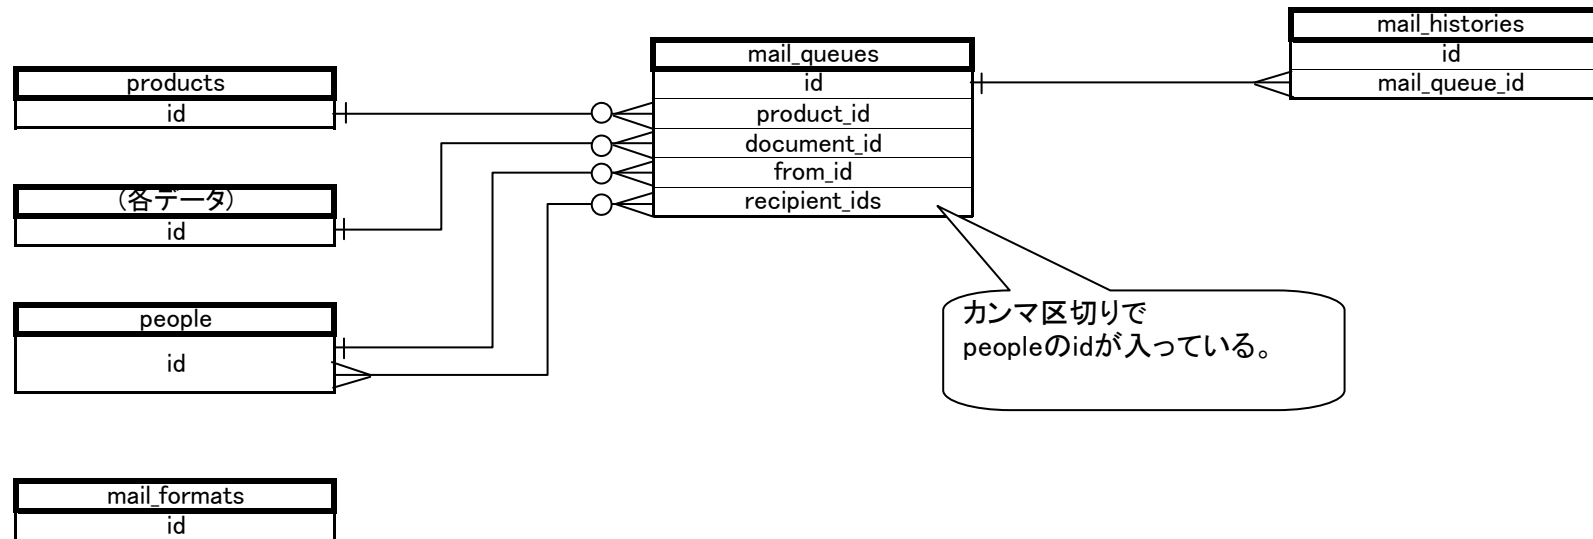 products
id
(各データ)
id
people
id
mail_formats
id
mail_queues
id
product_id
document_id
from_id
recipient_ids
カンマ区切りで
peopleのidが入っている。
mail_histories
id
mail_queue_id